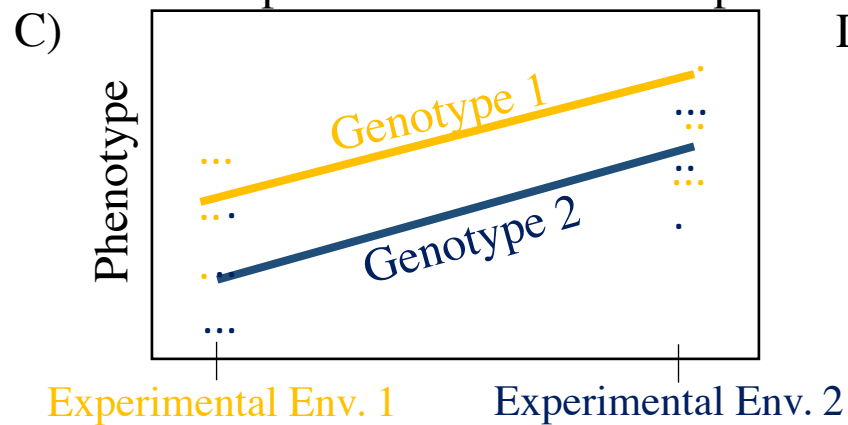 C)
Phenotype
Genotype 1
Genotype 2
Experimental Env. 1
Experimental Env. 2